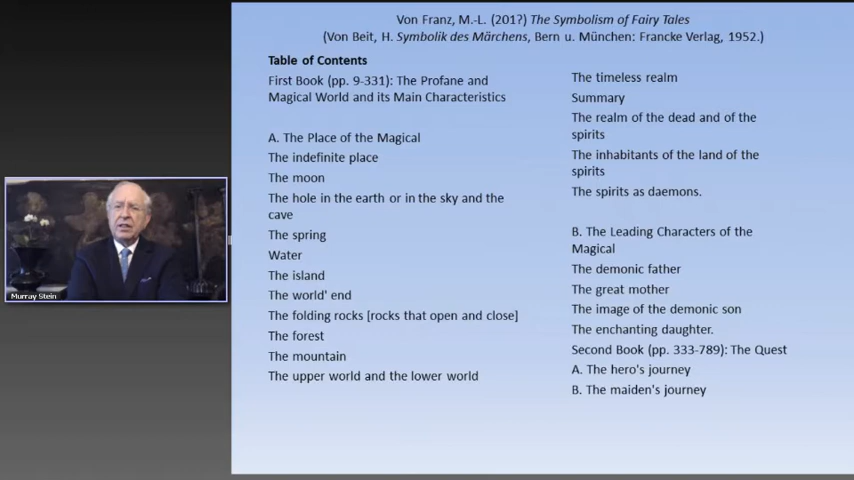 Von Franz, M.-L. (201?) The Symbolism of Fairy Tales
(Von Beit, H. Symbolik des Märchens, Bern u. München: Francke Verlag, 1952.)
Table of Contents
First Book (pp. 9-331): The Profane and
Magical World and its Main Characteristics
A. The Place of the Magical
The indefinite place
The moon
The hole in the earth or in the sky and the
cave
The spring
Water
The island
The world' end
The folding rocks [rocks that open and close]
The forest
The mountain
The upper world and the lower world
The timeless realm
Summary
The realm of the dead and of the
spirits
The inhabitants of the land of the
spirits
The spirits as daemons.
B. The Leading Characters of the
Magical
The demonic father
The great mother
The image of the demonic son
The enchanting daughter.
Second Book (pp. 333-789): The Quest
A. The hero's journey
B. The maiden's journey
Murray Stein